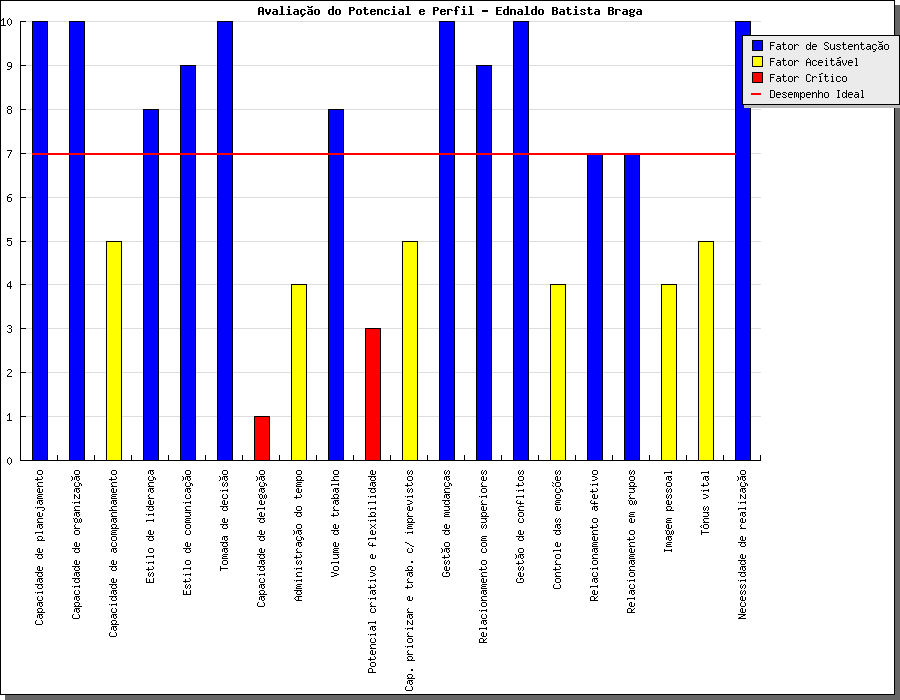 Avaliação do Potencial e Perfil - Ednaldo Batista Braga
10
9
8
7
6
5
4
3
2
1
0
Fator de Sustentação
Fator Aceitável
Fator Crítico
Desempenho Ideal
Capacidade de planejamento
Capacidade de organização
Capacidade de acompanhamento
Estilo de liderança
Estilo de comunicação
Tomada de decisão
Capacidade de delegação
Administração do tempo
Volume de trabalho
Potencial criativo e flexibilidade
Cap. priorizar e trab. c/ imprevistos
Gestão de mudanças
Relacionamento com superiores
Gestão de conflitos
Controle das emoções
Relacionamento afetivo
Relacionamento em grupos
Imagem pessoal
Tônus vital
Necessidade de realização